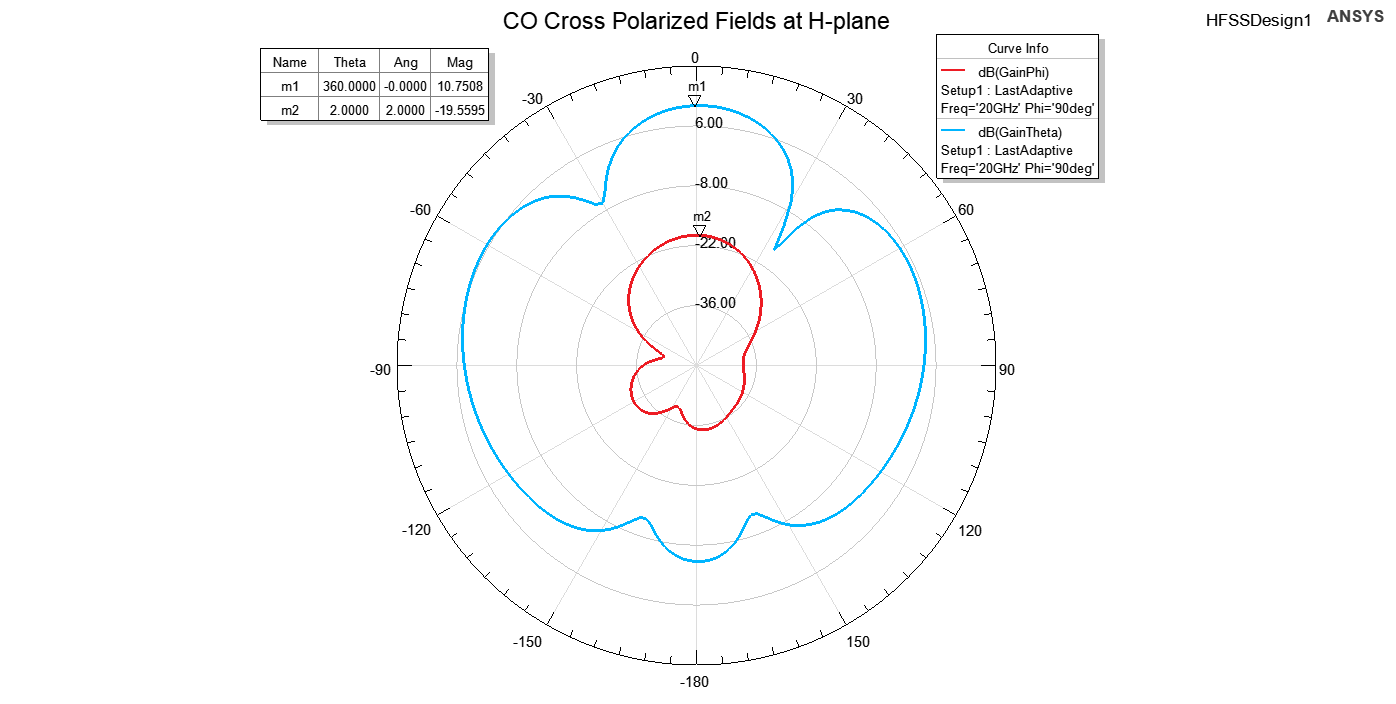 CO Cross Polarized Fields at H-plane
HFSSDesign1
ANSYS
Name Theta Ang Mag
m1 360.0000 -0.0000 10.7508
m2 2.0000 2.0000 -19.5595
Curve Info
dB(GainPhi)
Setup1 : LastAdaptive
Freq='20GHz' Phi='90deg'
dB(GainTheta)
Setup1 : LastAdaptive
Freq='20GHz' Phi='90deg'
0
m1
-30
30
6.00
-8.00
-60
60
m2
-22.00
-36.00
-90
90
-120
120
-150
150
-180